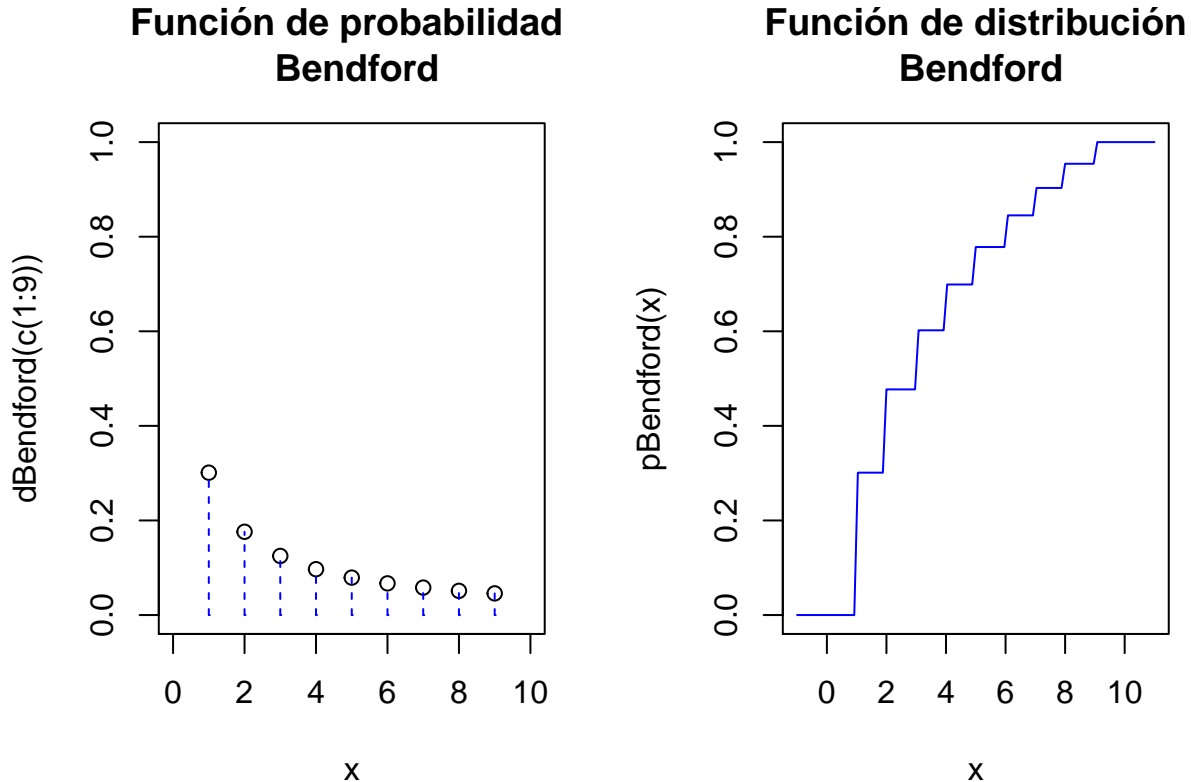 Función de probabilidad
Bendford
dBendford(c(1:9))
1.0
0.8
0.6
0.4
0.2
0.0
0 2 4 6 8 10
x
Función de distribución
Bendford
pBendford(x)
1.0
0.8
0.6
0.4
0.2
0.0
0 2 4 6 8 10
x